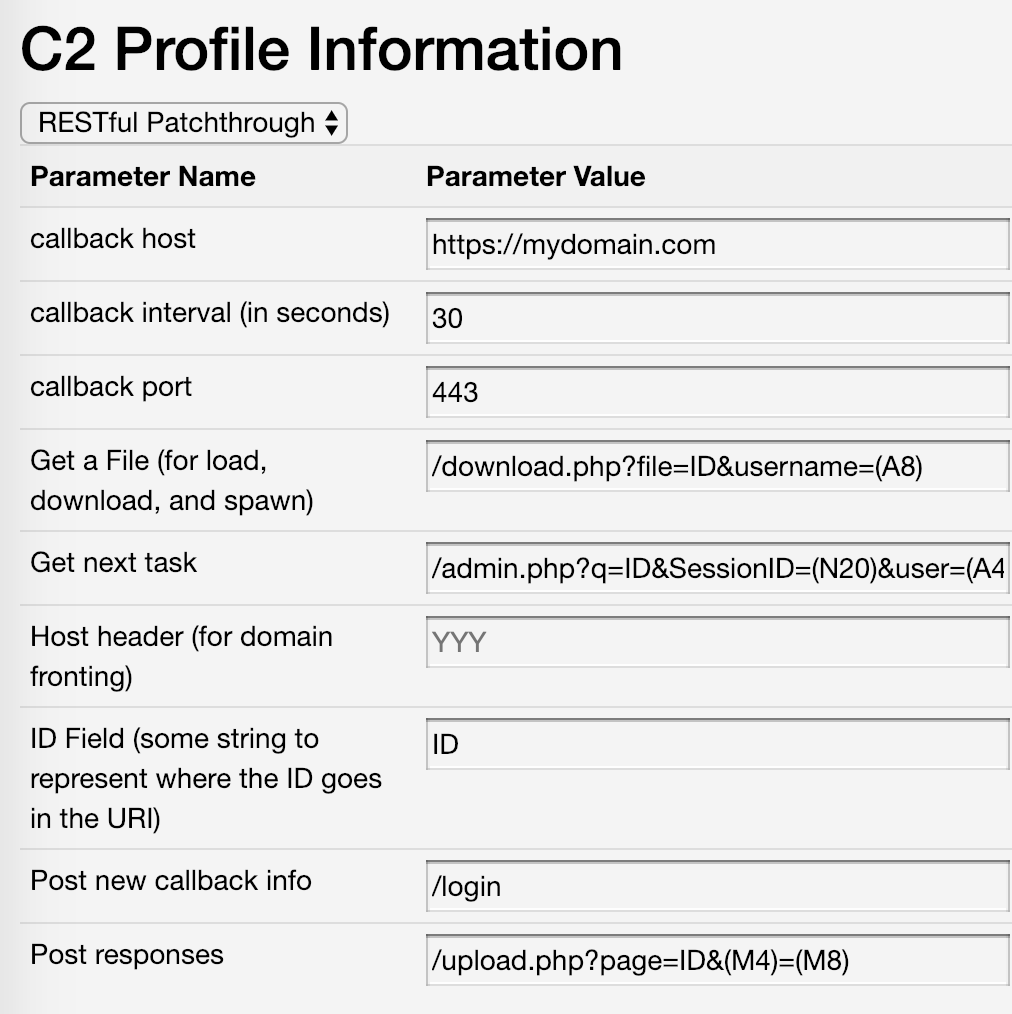 C2 Profile Information
RESTful Patchthrough
Parameter Name Parameter Value
callback host https://mydomain.com
callback interval (in seconds) 30
callback port 443
Get a File (for load, /download.php?file=ID&username=(A8)
download, and spawn)
Get next task /admin.php?q=ID&SessionID=(N20)&user=(A4
Host header (for domain YYY
fronting)
ID Field (some string to ID
represent where the ID goes
in the URI)
Post new callback info /login
Post responses /upload.php?page=ID&(M4)=(M8)